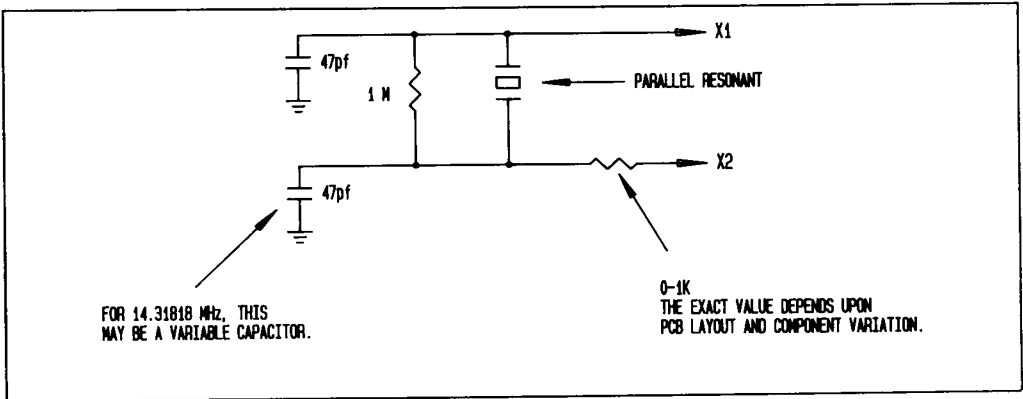 X1
47pf
1 M
PARALLEL RESONANT
X2
47pf
FOR 14.31818 MHz, THIS
MAY BE A VARIABLE CAPACITOR.
0-1K
THE EXACT VALUE DEPENDS UPON
PCB LAYOUT AND COMPONENT VARIATION.